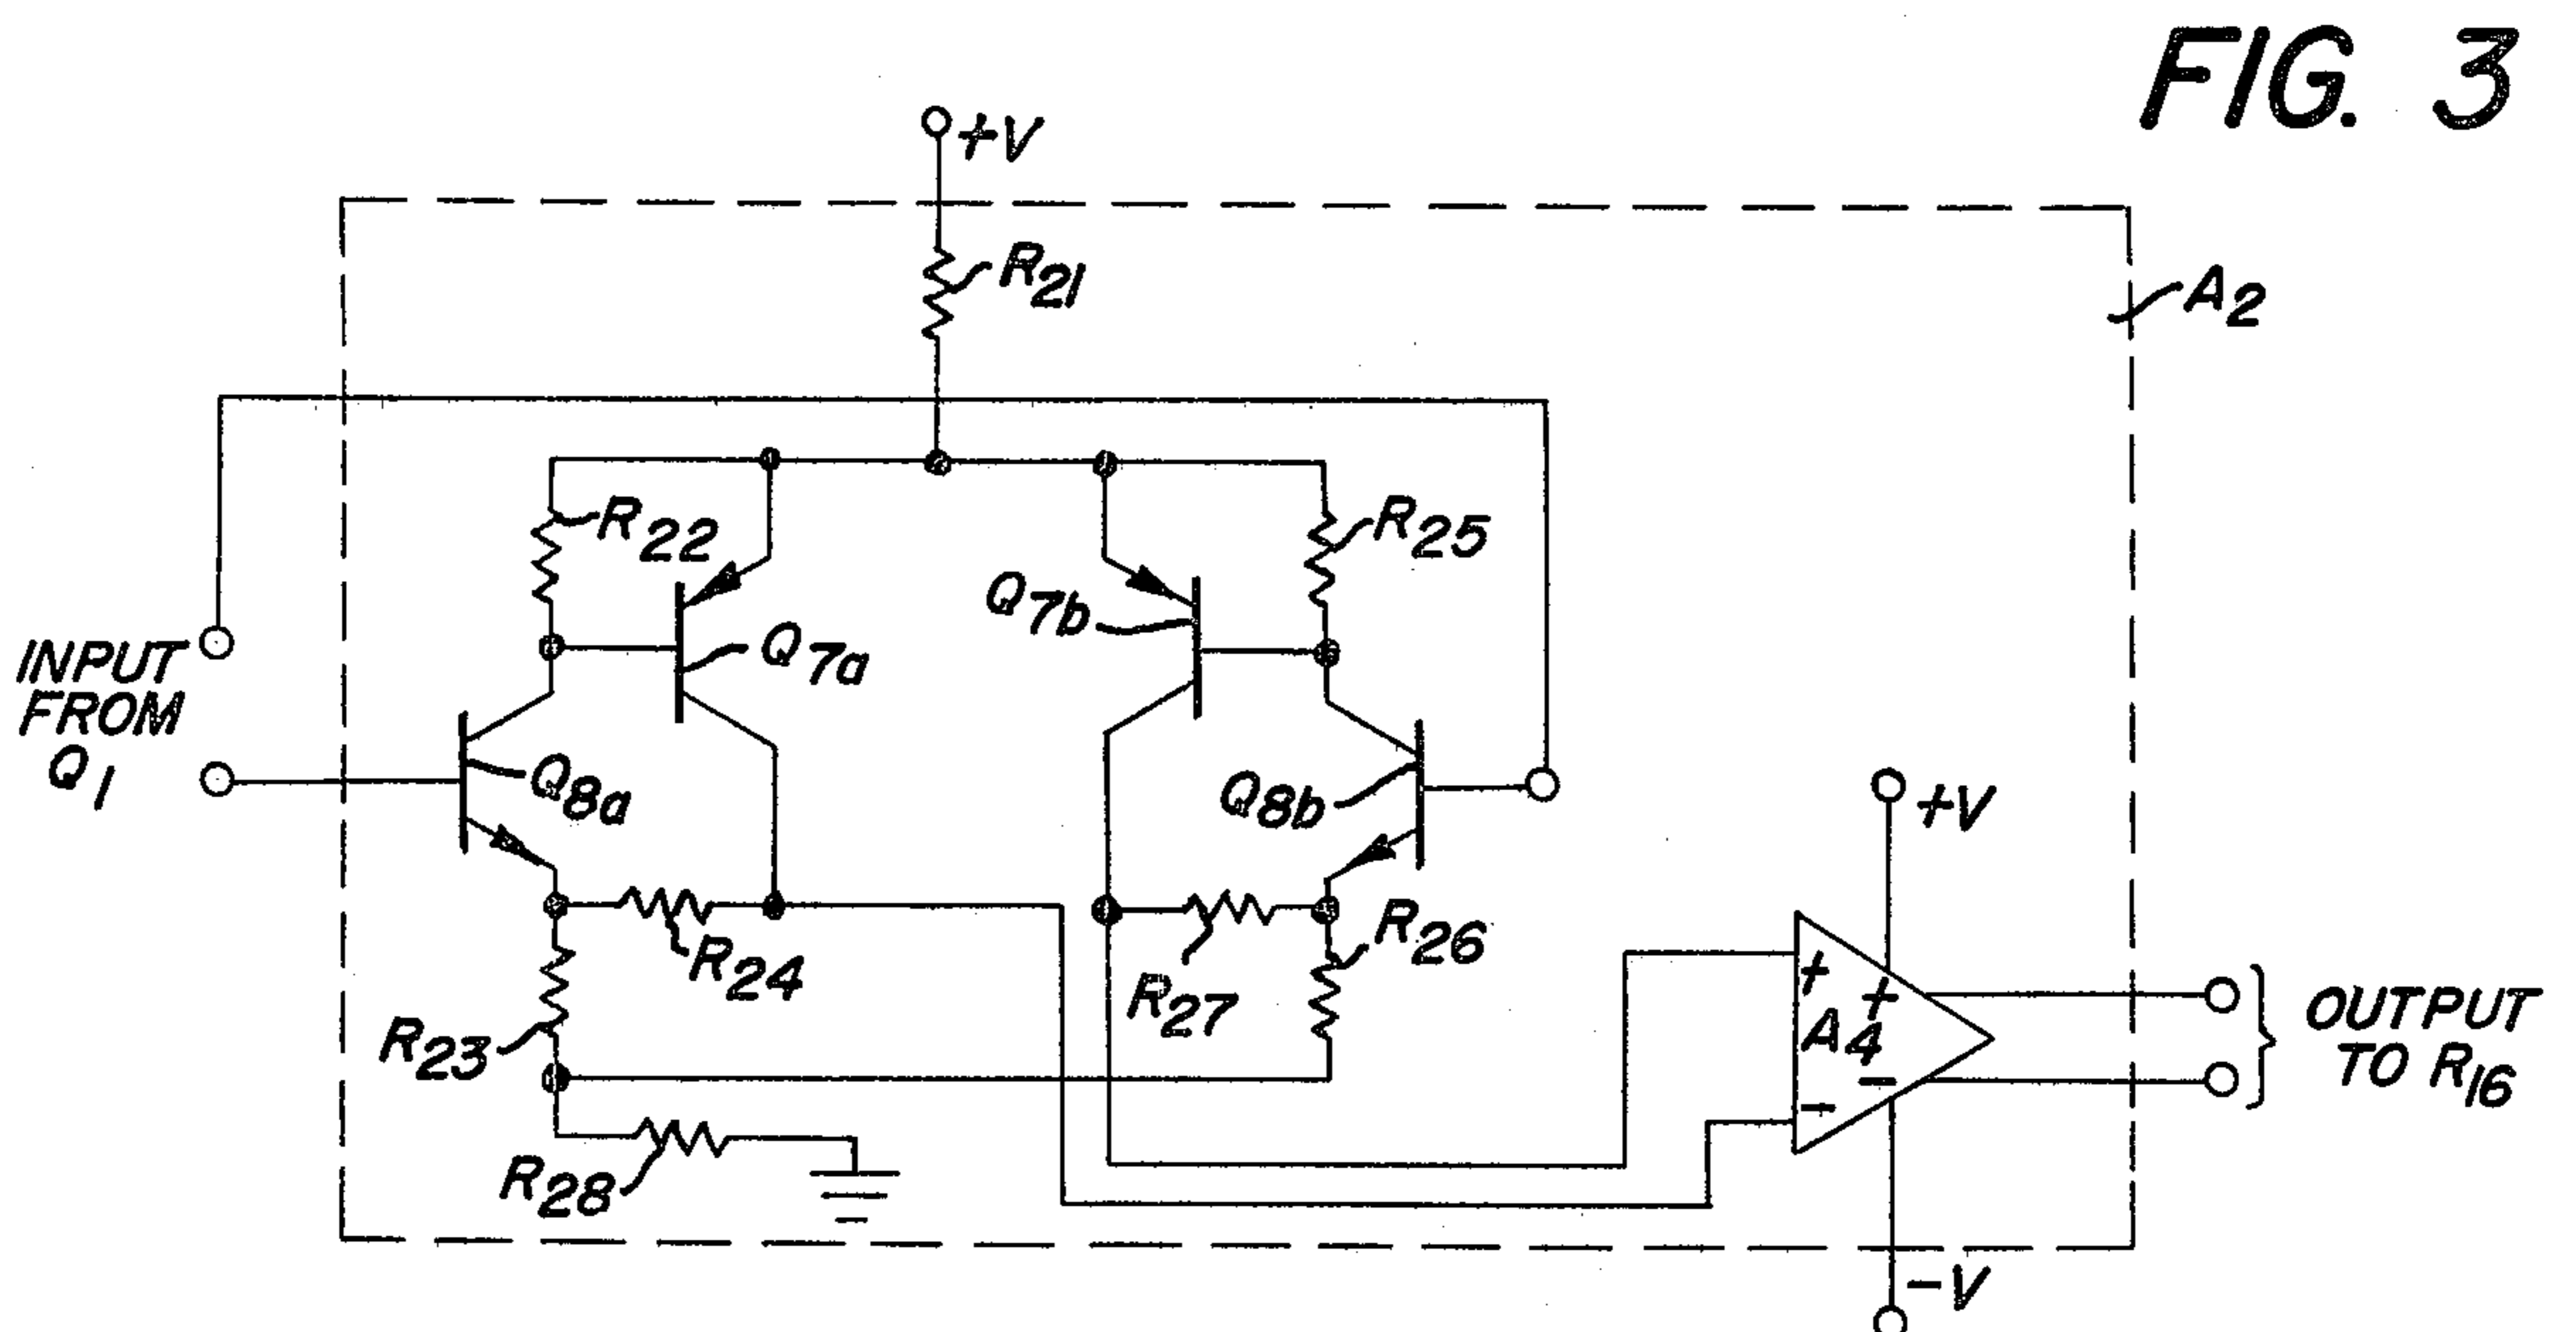 FIG. 3
+V
R21
A2
R22
R25
Q7b
Q7a
INPUT
FROM
Q1
Q8a
Q8b
+V
R24
R26
R27
R23
+
+
A4
-
-
OUTPUT
TO R16
R28
-V